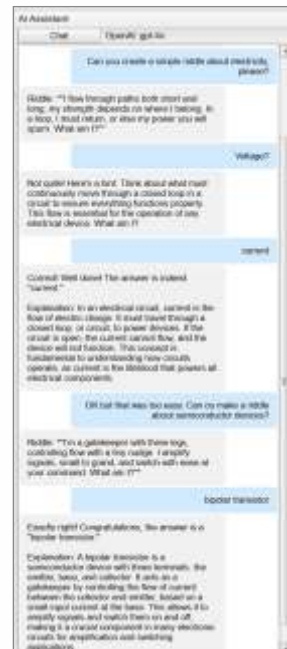 AI Assistant
Chat OpenAI gpt-4o
Can you create a simple riddle about electricity,
please?
Riddle: "I flow through paths both short and
long, my strength depends on where I belong. In
a loop, I must return, or else my power you will
spurn. What am I?"
Voltage?
Not quite! Here's a hint: Think about what must
continuously move through a closed loop in a
circuit to ensure everything functions properly.
This flow is essential for the operation of any
electrical device. What am I?
current
Correct! Well done! The answer is indeed
"current."
Explanation: In an electrical circuit, current is the
flow of electric charge. It must travel through a
closed loop, or circuit, to power devices. If the
circuit is open, the current cannot flow, and the
device will not function. This concept is
fundamental to understanding how circuits
operate, as current is the lifeblood that powers all
electrical components.
OK but that was too easy. Can you make a riddle
about semiconductor devices?
Riddle: "I'm a gatekeeper with three legs,
controlling flow with a tiny nudge. I amplify
signals, small to grand, and switch with ease at
your command. What am I?"
bipolar transistor
Exactly right! Congratulations, the answer is a
"bipolar transistor."
Explanation: A bipolar transistor is a
semiconductor device with three terminals: the
emitter, base, and collector. It acts as a
gatekeeper by controlling the flow of current
between the collector and emitter, based on a
small input current at the base. This allows it to
amplify signals and switch them on and off,
making it a crucial component in many electronic
circuits for amplification and switching
applications.